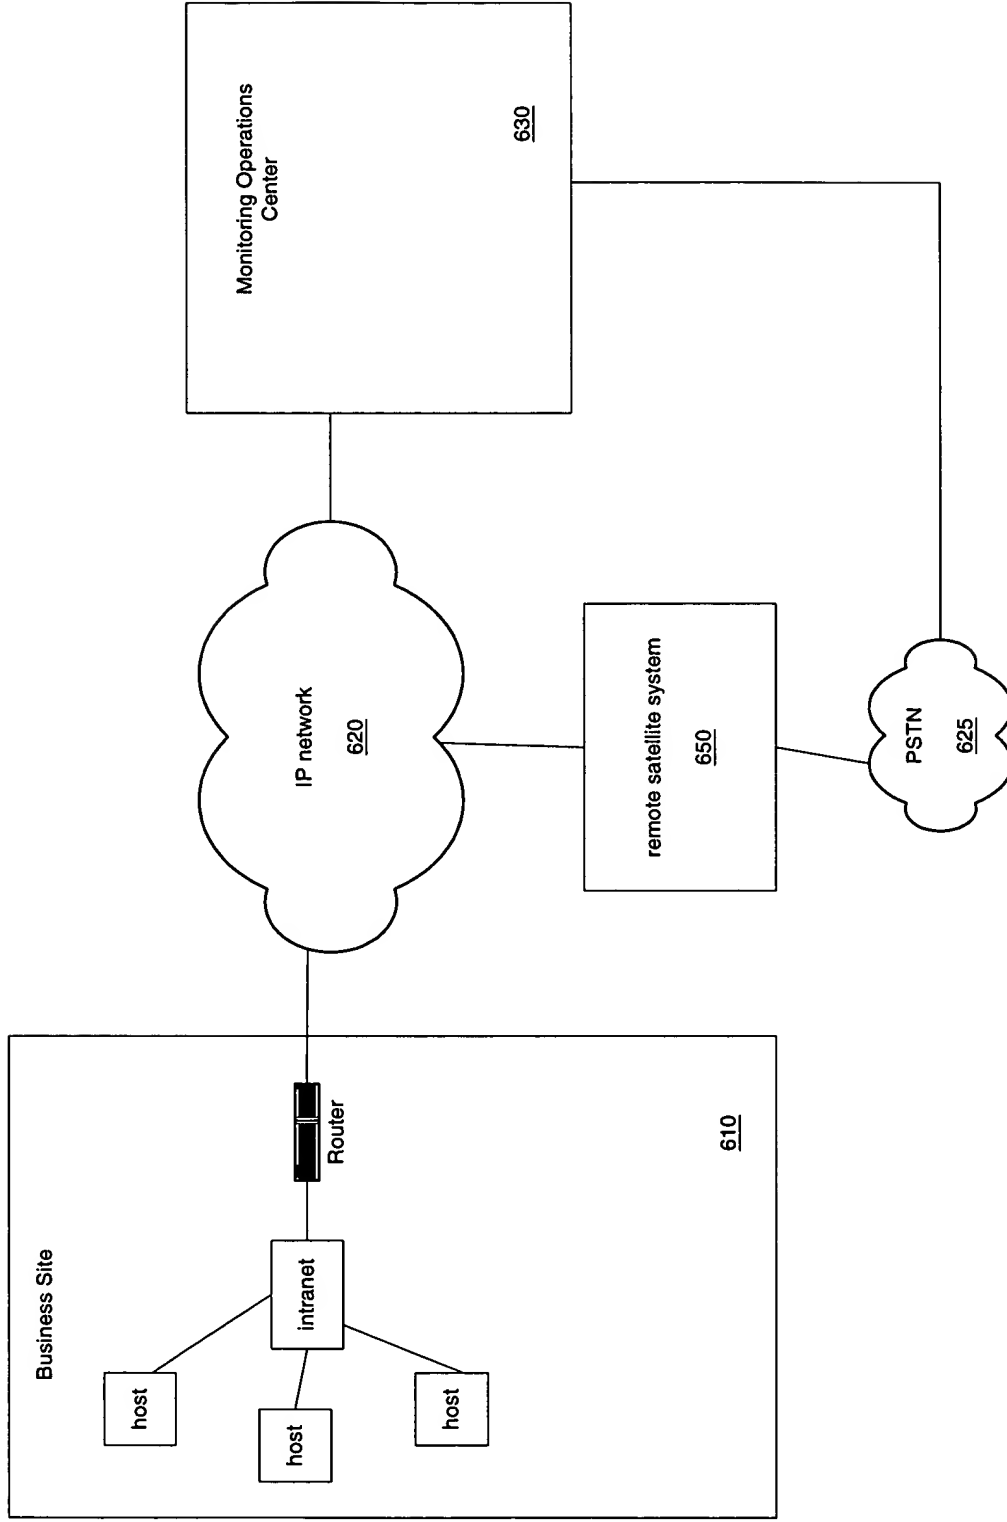 Business Site
host
host
host
intranet
Router
610
IP network
620
remote satellite system
650
PSTN
625
Monitoring Operations
Center
630